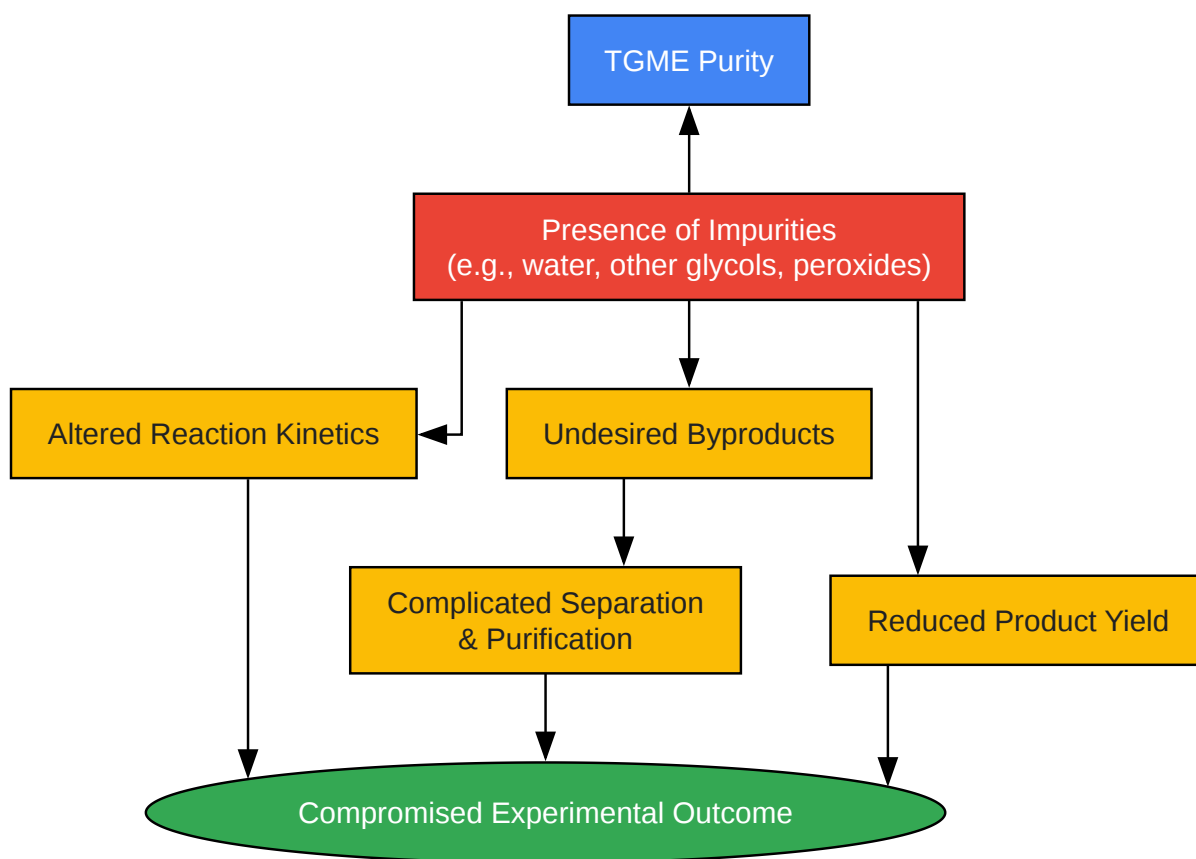 TGME Purity
Presence of Impurities
(e.g., water, other glycols, peroxides)
Altered Reaction Kinetics
Undesired Byproducts
Complicated Separation
& Purification
Reduced Product Yield
Compromised Experimental Outcome